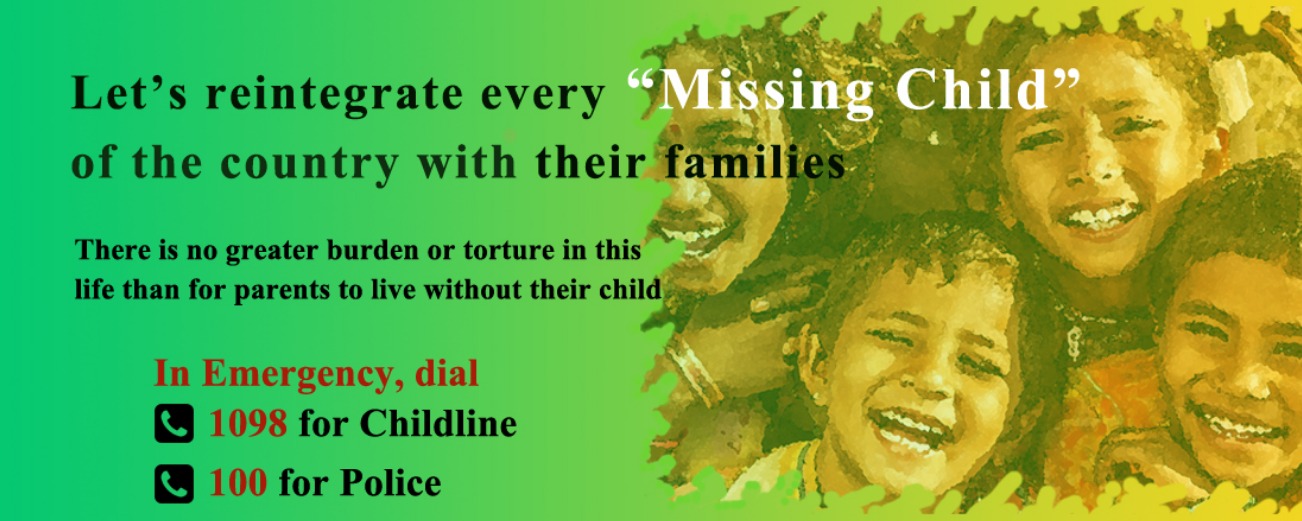 Let’s reintegrate every “Missing Child”
of the country with their families
There is no greater burden or torture in this
life than for parents to live without their child
In Emergency, dial
1098 for Childline
100 for Police